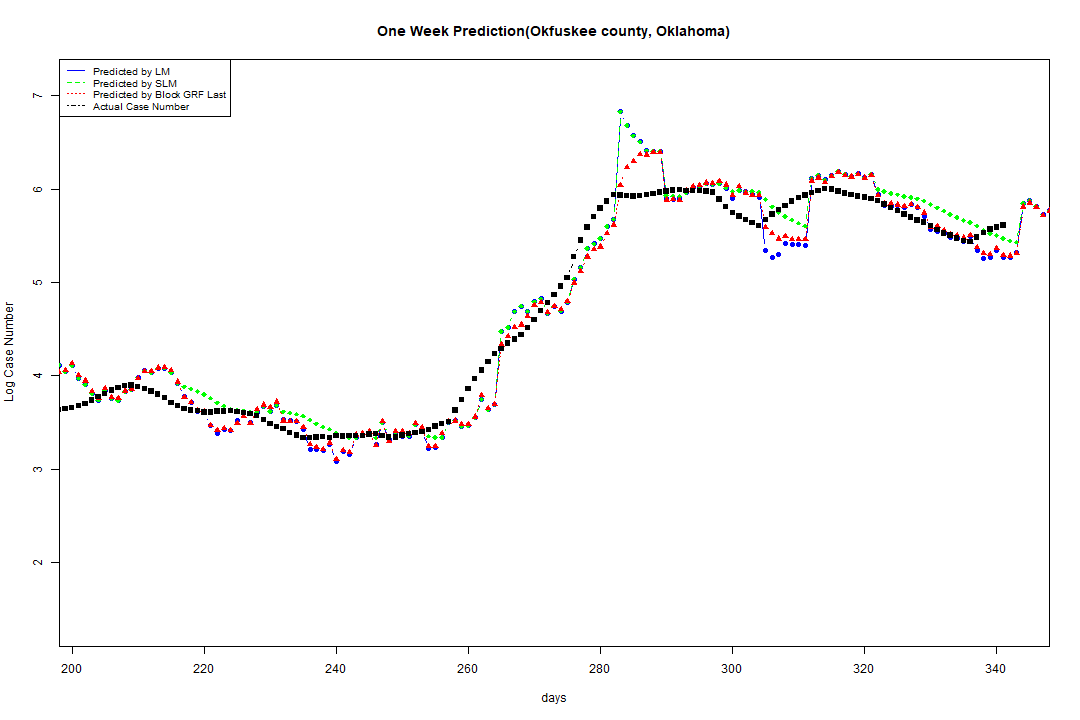 One Week Prediction(Okfuskee county, Oklahoma)
Predicted by LM
Predicted by SLM
Predicted by Block GRF Last
Actual Case Number
7
6
5
4
3
2
Log Case Number
200 220 240 260 280 300 320 340
days